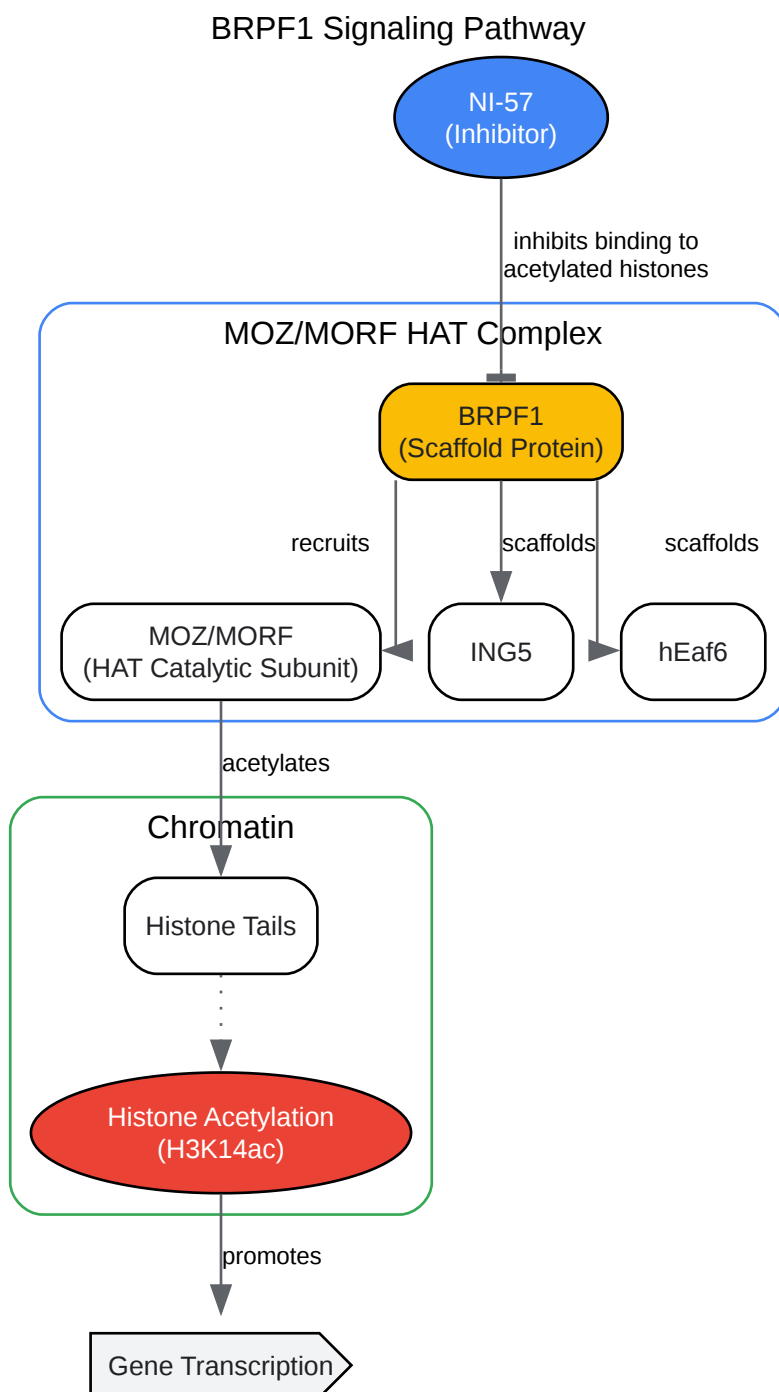 BRPF1 Signaling Pathway
NI-57
(Inhibitor)
inhibits binding to
acetylated histones
MOZ/MORF HAT Complex
BRPF1
(Scaffold Protein)
recruits
scaffolds
scaffolds
MOZ/MORF
(HAT Catalytic Subunit)
ING5
hEaf6
acetylates
Chromatin
Histone Tails
Histone Acetylation
(H3K14ac)
promotes
Gene Transcription